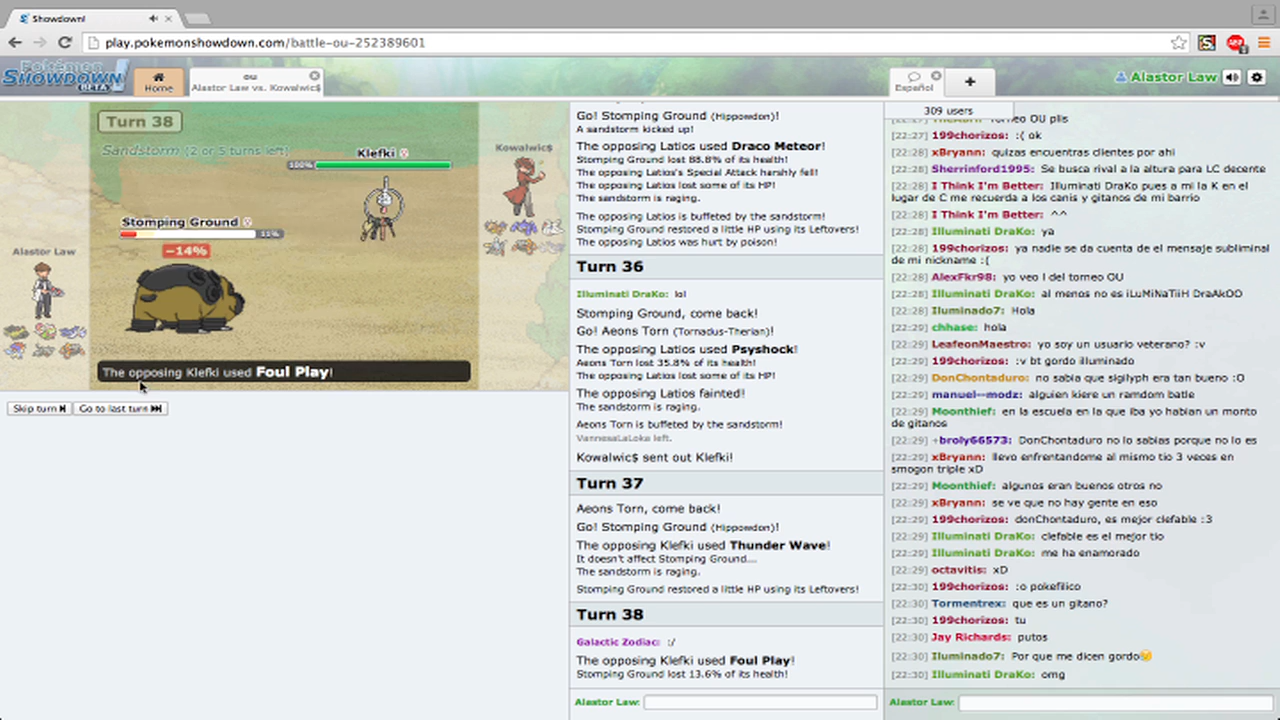 Showdown!
play.pokemonshowdown.com/battle-ou-252389601
Pokémon
SHOWDOWN!
BETA
Home
ou
Alastor Law vs. Kowalwic$
Español
+
Alastor Law
Turn 38
Sandstorm (2 or 5 turns left)
Klefki
100%
Kowalwic$
Stomping Ground
11%
−14%
Alastor Law
The opposing Klefki used Foul Play!
Skip turn
Go to last turn
Go! Stomping Ground (Hippowdon)!
A sandstorm kicked up!
The opposing Latios used Draco Meteor!
Stomping Ground lost 88.8% of its health!
The opposing Latios's Special Attack harshly fell!
The opposing Latios lost some of its HP!
The sandstorm is raging.
The opposing Latios is buffeted by the sandstorm!
Stomping Ground restored a little HP using its Leftovers!
The opposing Latios was hurt by poison!
Turn 36
Illuminati DraKo: lol
Stomping Ground, come back!
Go! Aeons Torn (Tornadus-Therian)!
The opposing Latios used Psyshock!
Aeons Torn lost 35.8% of its health!
The opposing Latios lost some of its HP!
The opposing Latios fainted!
The sandstorm is raging.
Aeons Torn is buffeted by the sandstorm!
VannesaLaLoka left.
Kowalwic$ sent out Klefki!
Turn 37
Aeons Torn, come back!
Go! Stomping Ground (Hippowdon)!
The opposing Klefki used Thunder Wave!
It doesn't affect Stomping Ground...
The sandstorm is raging.
Stomping Ground restored a little HP using its Leftovers!
Turn 38
Galactic Zodiac: :/
The opposing Klefki used Foul Play!
Stomping Ground lost 13.6% of its health!
Alastor Law:
309 users
[22:27] 199chorizos: :( ok
[22:28] xBryann: quizas encuentras clientes por ahi
[22:28] Sherrinford1995: Se busca rival a la altura para LC decente
[22:28] I Think I'm Better: Illuminati DraKo pues a mi la K en el
lugar de C me recuerda a los canis y gitanos de mi barrio
[22:28] I Think I'm Better: ^^
[22:28] Illuminati DraKo: ya
[22:28] 199chorizos: ya nadie se da cuenta de el mensaje subliminal
de mi nickname :(
[22:28] AlexFkr98: yo veo l del torneo OU
[22:28] Illuminati DraKo: al menos no es iLuMiNaTiiH DraAkOO
[22:28] Iluminado7: Hola
[22:29] chhase: hola
[22:29] LeafeonMaestro: yo soy un usuario veterano? :v
[22:29] 199chorizos: :v bt gordo illuminado
[22:29] DonChontaduro: no sabia que sigilyph era tan bueno :O
[22:29] manuel--modz: alguien kiere un ramdom batle
[22:29] Moonthief: en la escuela en la que iba yo habian un monto
de gitanos
[22:29] +broly66573: DonChontaduro no lo sabias porque no lo es
[22:29] xBryann: llevo enfrentandome al mismo tio 3 veces en
smogon triple xD
[22:29] Moonthief: algunos eran buenos otros no
[22:29] xBryann: se ve que no hay gente en eso
[22:29] 199chorizos: donChontaduro, es mejor clefable :3
[22:29] Illuminati DraKo: clefable es el mejor tio
[22:29] Illuminati DraKo: me ha enamorado
[22:29] octavitis: xD
[22:30] 199chorizos: :o pokefilico
[22:30] Tormentrex: que es un gitano?
[22:30] 199chorizos: tu
[22:30] Jay Richards: putos
[22:30] Iluminado7: Por que me dicen gordo
[22:30] Illuminati DraKo: omg
Alastor Law: